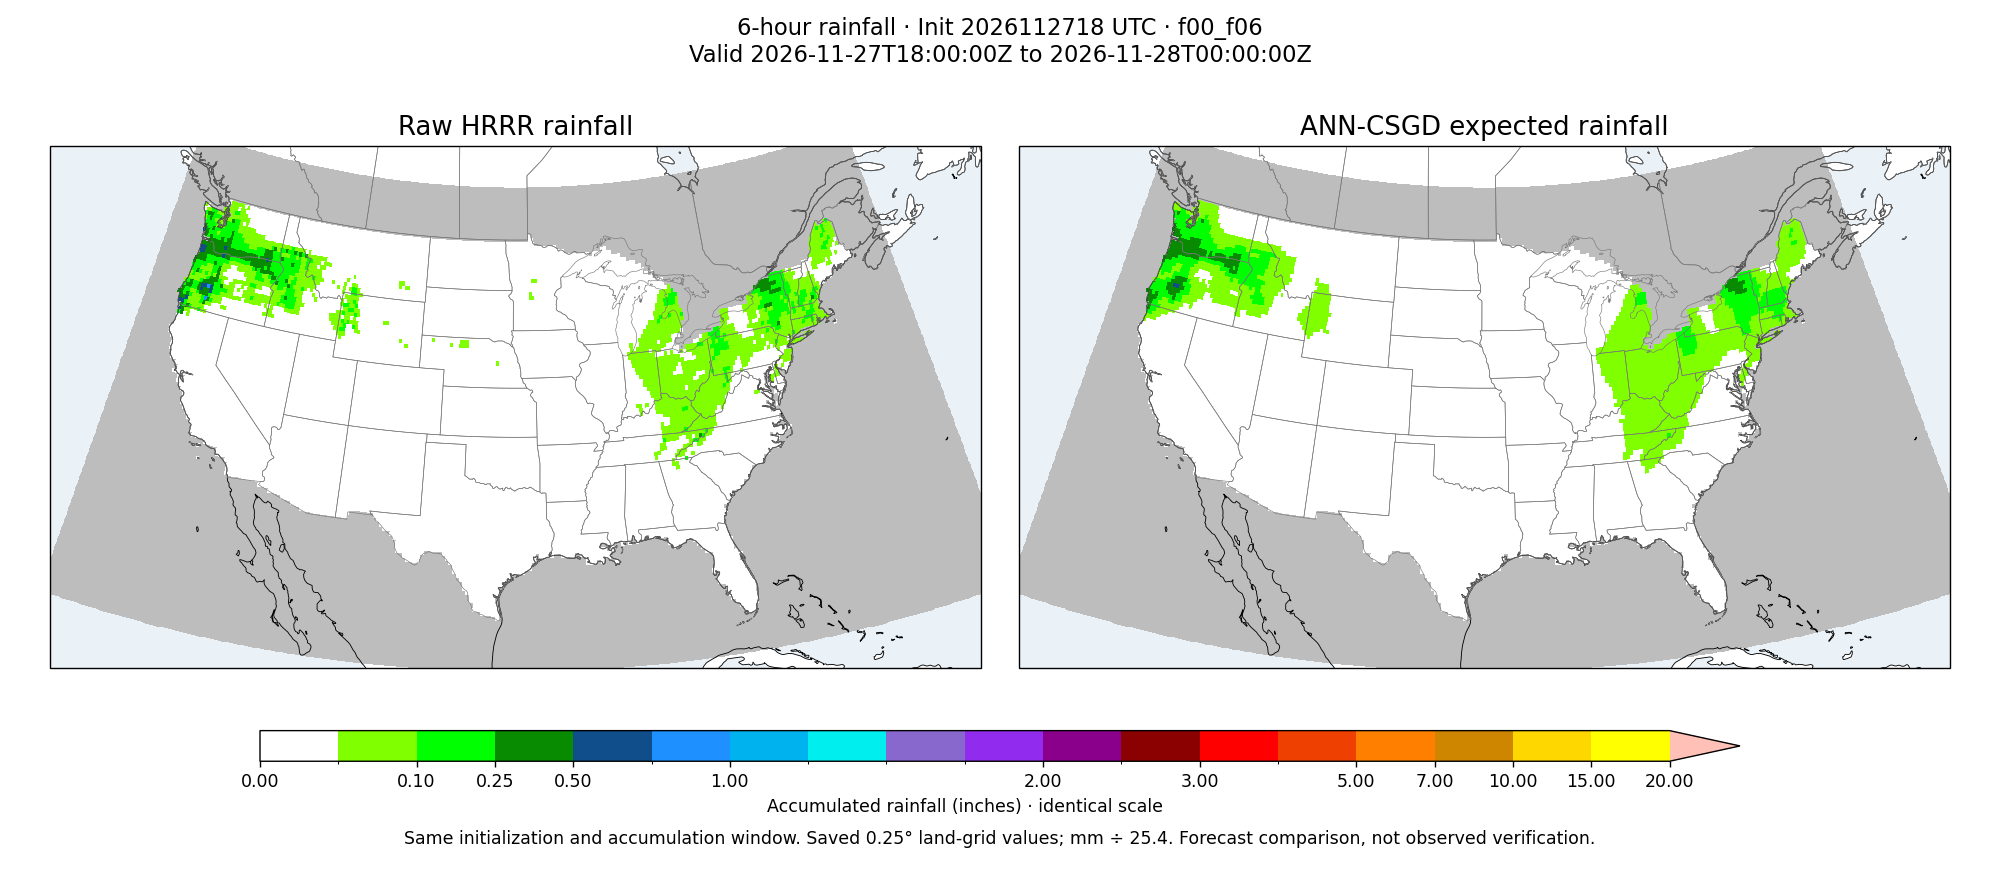 6-hour rainfall · Init 2026112718 UTC · f00_f06
Valid 2026-11-27T18:00:00Z to 2026-11-28T00:00:00Z
Raw HRRR rainfall
ANN-CSGD expected rainfall
0.00 0.10 0.25 0.50 1.00 2.00 3.00 5.00 7.00 10.00 15.00 20.00
Accumulated rainfall (inches) · identical scale
Same initialization and accumulation window. Saved 0.25° land-grid values; mm ÷ 25.4. Forecast comparison, not observed verification.